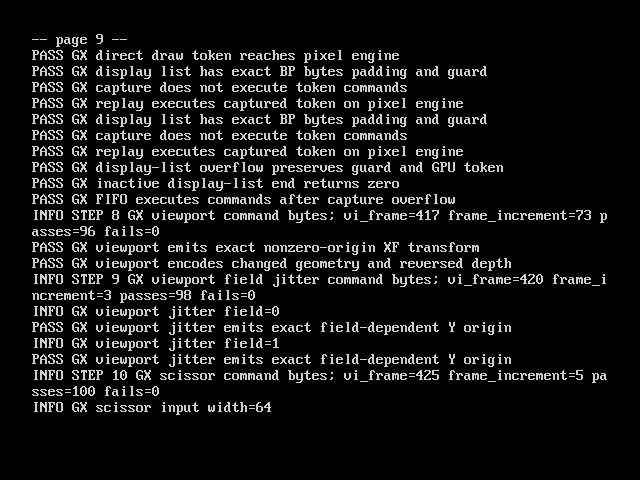 -- page 9 --
PASS GX direct draw token reaches pixel engine
PASS GX display list has exact BP bytes padding and guard
PASS GX capture does not execute token commands
PASS GX replay executes captured token on pixel engine
PASS GX display list has exact BP bytes padding and guard
PASS GX capture does not execute token commands
PASS GX replay executes captured token on pixel engine
PASS GX display-list overflow preserves guard and GPU token
PASS GX inactive display-list end returns zero
PASS GX FIFO executes commands after capture overflow
INFO STEP 8 GX viewport command bytes; vi_frame=417 frame_increment=73 p
asses=96 fails=0
PASS GX viewport emits exact nonzero-origin XF transform
PASS GX viewport encodes changed geometry and reversed depth
INFO STEP 9 GX viewport field jitter command bytes; vi_frame=420 frame_i
ncrement=3 passes=98 fails=0
INFO GX viewport jitter field=0
PASS GX viewport jitter emits exact field-dependent Y origin
INFO GX viewport jitter field=1
PASS GX viewport jitter emits exact field-dependent Y origin
INFO STEP 10 GX scissor command bytes; vi_frame=425 frame_increment=5 pa
sses=100 fails=0
INFO GX scissor input width=64